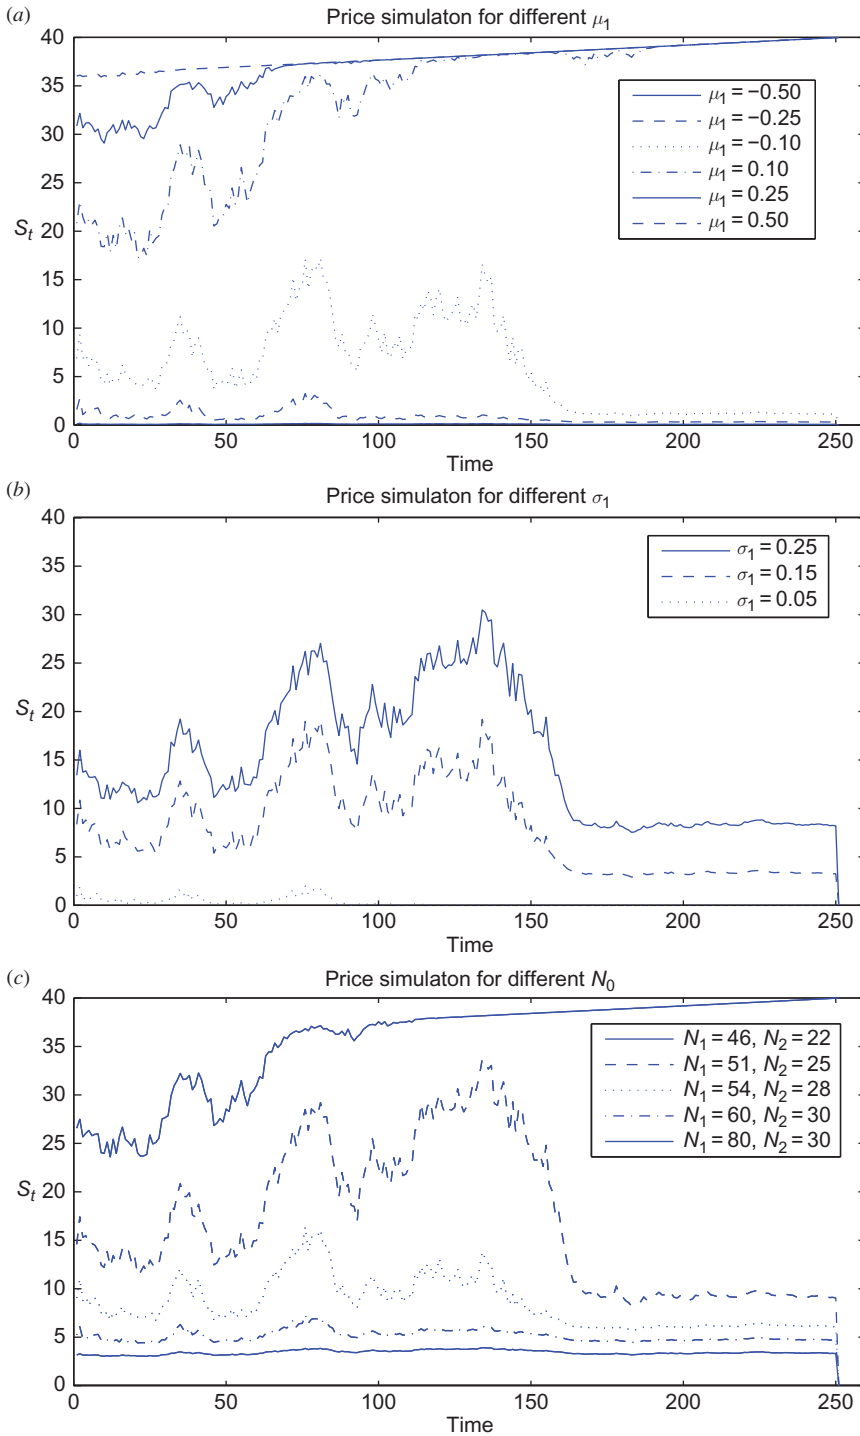 (a) Price simulaton for different μ1
40
35
30
25
20
15
10
5
0
St
μ1 = −0.50
μ1 = −0.25
μ1 = −0.10
μ1 = 0.10
μ1 = 0.25
μ1 = 0.50
0 50 100 150 200 250
Time
(b) Price simulaton for different σ1
40
35
30
25
20
15
10
5
0
St
σ1 = 0.25
σ1 = 0.15
σ1 = 0.05
0 50 100 150 200 250
Time
(c) Price simulaton for different N0
40
35
30
25
20
15
10
5
0
St
N1 = 46, N2 = 22
N1 = 51, N2 = 25
N1 = 54, N2 = 28
N1 = 60, N2 = 30
N1 = 80, N2 = 30
0 50 100 150 200 250
Time